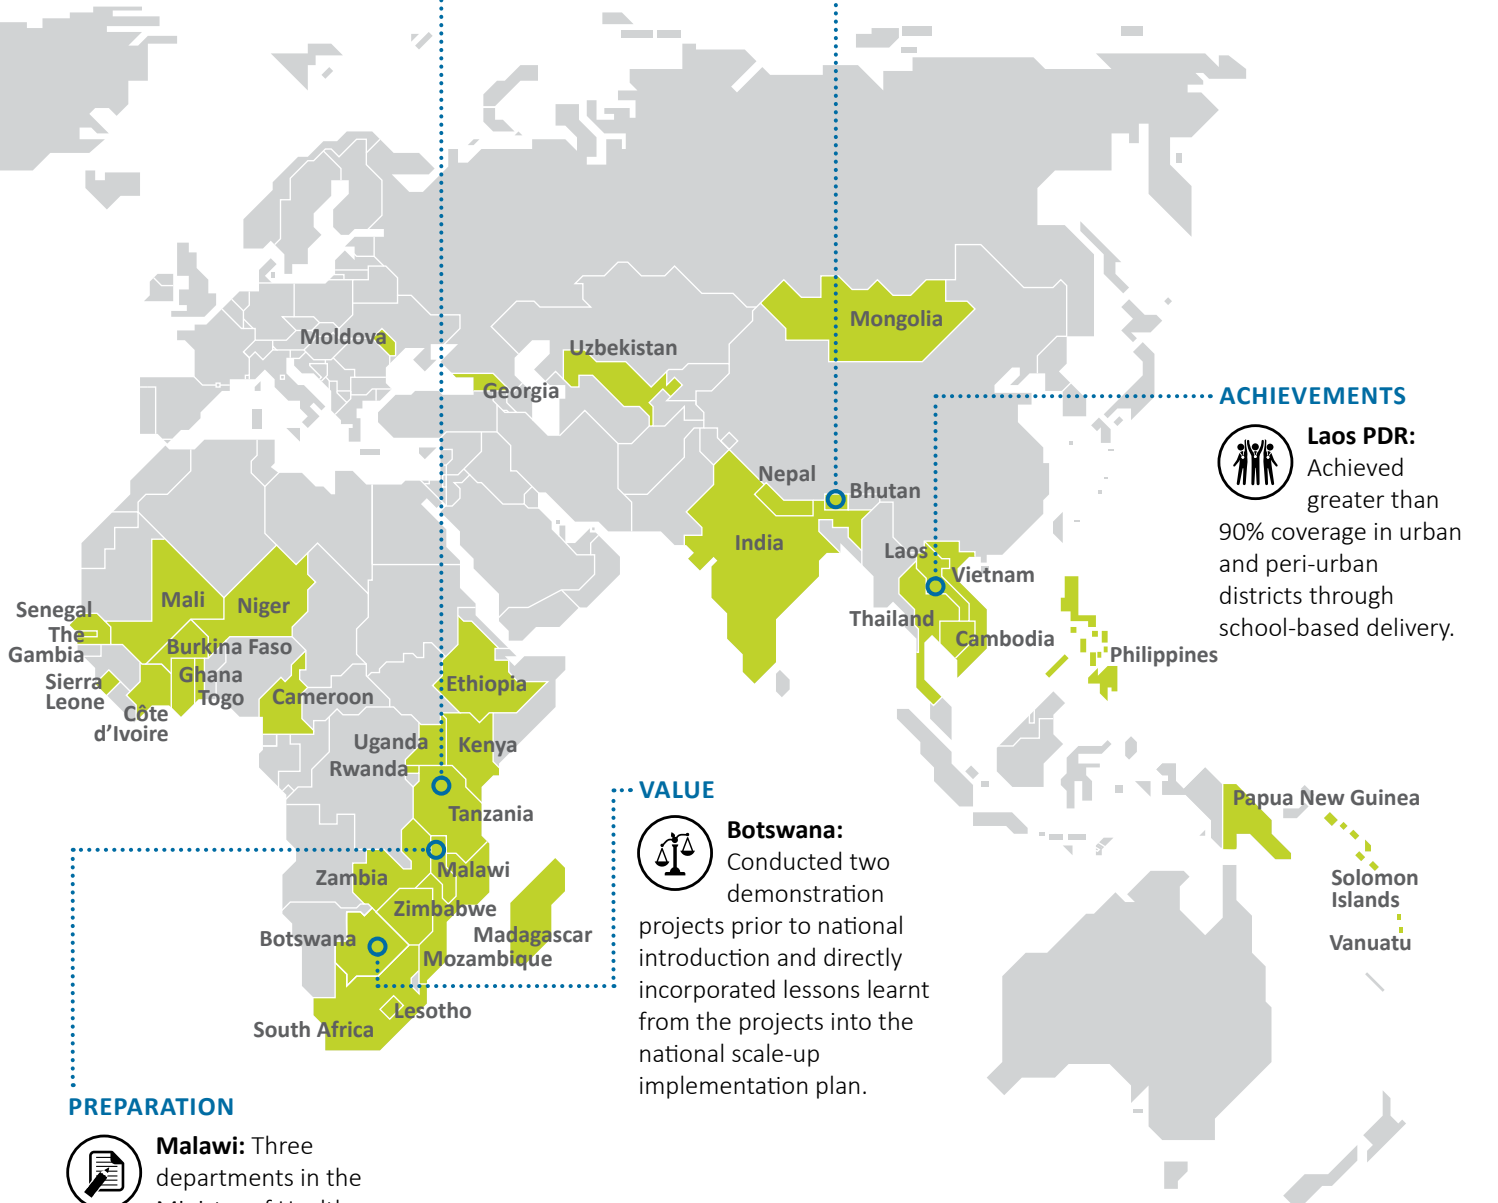 Moldova
Uzbekistan
Georgia
Mongolia
ACHIEVEMENTS
Laos PDR:
Achieved
greater than
90% coverage in urban
and peri-urban
districts through
school-based delivery.
Nepal
Bhutan
India
Laos
Vietnam
Thailand
Cambodia
Philippines
Mali
Niger
Senegal
The
Gambia
Burkina Faso
Ghana
Togo
Sierra
Leone
Côte
d’Ivoire
Cameroon
Ethiopia
Uganda
Kenya
Rwanda
Tanzania
Malawi
Zambia
Zimbabwe
Botswana
Madagascar
Mozambique
Lesotho
South Africa
VALUE
Botswana:
Conducted two
demonstration
projects prior to national
introduction and directly
incorporated lessons learnt
from the projects into the
national scale-up
implementation plan.
Papua New Guinea
Solomon
Islands
Vanuatu
PREPARATION
Malawi: Three
departments in the